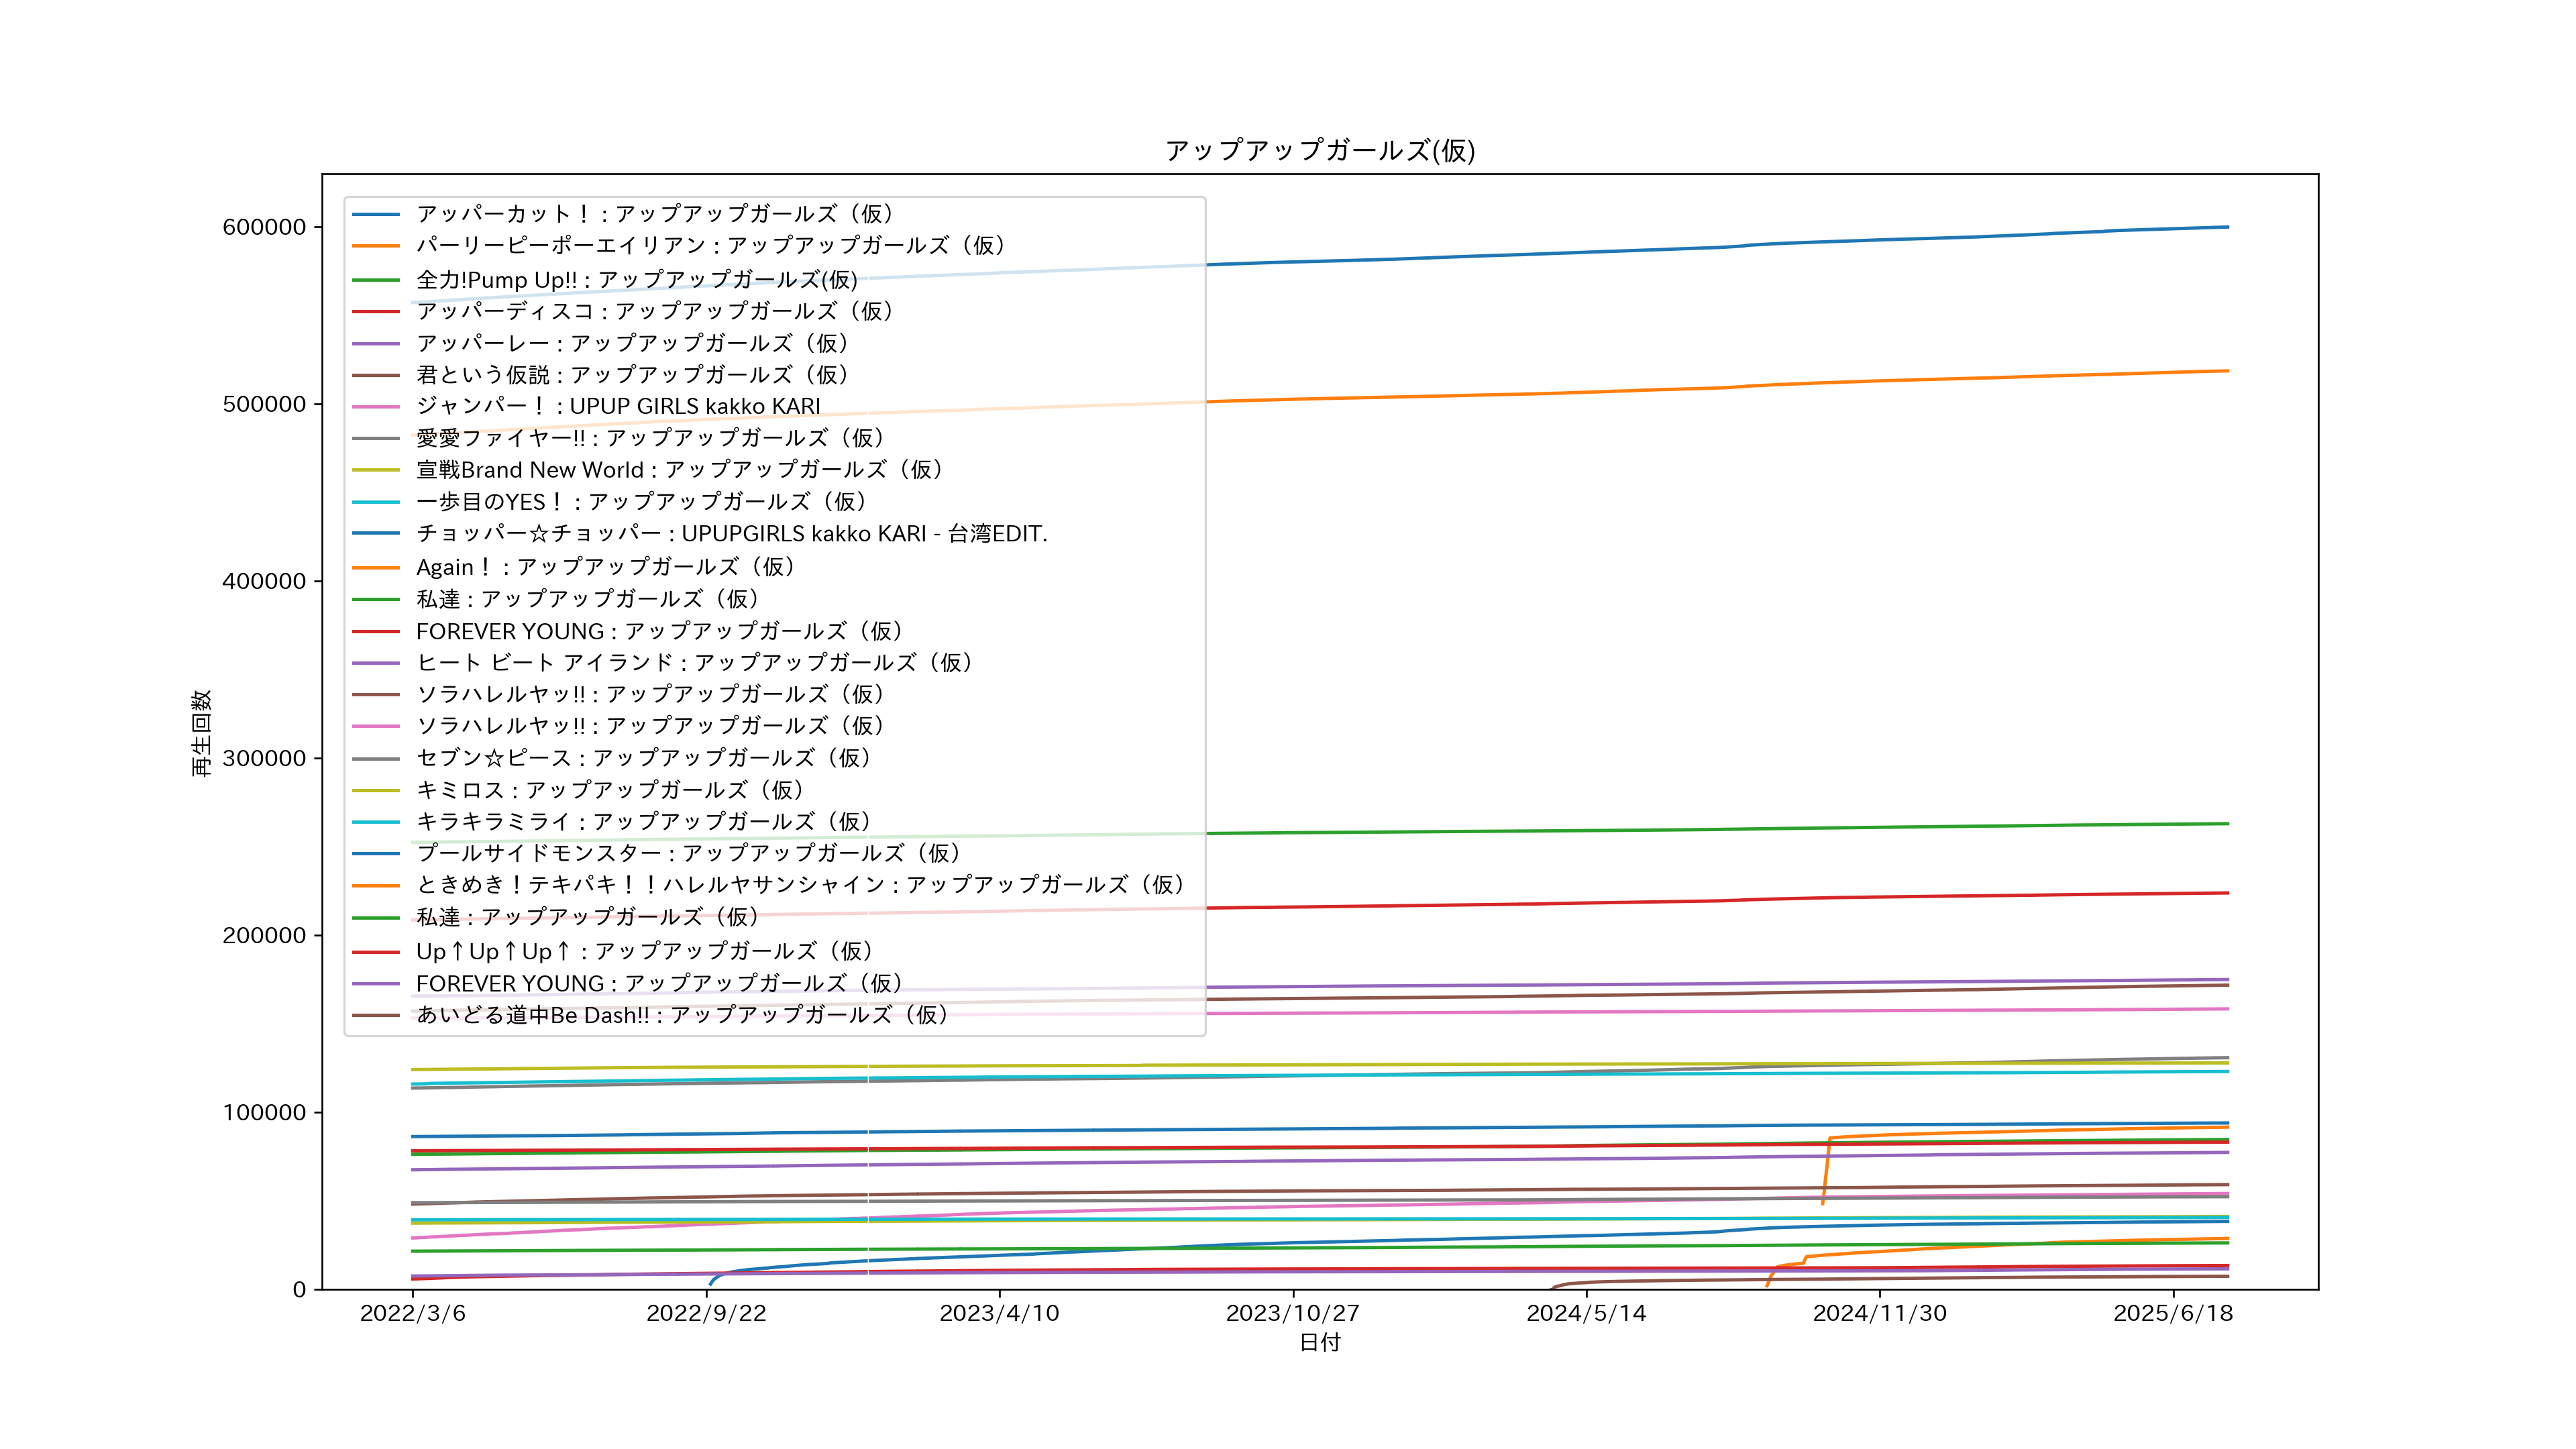 アップアップガールズ(仮)
再生回数
600000
500000
400000
300000
200000
100000
0
アッパーカット！ : アップアップガールズ（仮）
パーリーピーポーエイリアン : アップアップガールズ（仮）
全力!Pump Up!! : アップアップガールズ(仮)
アッパーディスコ : アップアップガールズ（仮）
アッパーレー : アップアップガールズ（仮）
君という仮説 : アップアップガールズ（仮）
ジャンパー！ : UPUP GIRLS kakko KARI
愛愛ファイヤー!! : アップアップガールズ（仮）
宣戦Brand New World : アップアップガールズ（仮）
一歩目のYES！ : アップアップガールズ（仮）
チョッパー☆チョッパー : UPUPGIRLS kakko KARI - 台湾EDIT.
Again！ : アップアップガールズ（仮）
私達 : アップアップガールズ（仮）
FOREVER YOUNG : アップアップガールズ（仮）
ヒート ビート アイランド : アップアップガールズ（仮）
ソラハレルヤッ!! : アップアップガールズ（仮）
ソラハレルヤッ!! : アップアップガールズ（仮）
セブン☆ピース : アップアップガールズ（仮）
キミロス : アップアップガールズ（仮）
キラキラミライ : アップアップガールズ（仮）
プールサイドモンスター : アップアップガールズ（仮）
ときめき！テキパキ！！ハレルヤサンシャイン : アップアップガールズ（仮）
私達 : アップアップガールズ（仮）
Up↑Up↑Up↑ : アップアップガールズ（仮）
FOREVER YOUNG : アップアップガールズ（仮）
あいどる道中Be Dash!! : アップアップガールズ（仮）
2022/3/6 2022/9/22 2023/4/10 2023/10/27 2024/5/14 2024/11/30 2025/6/18
日付